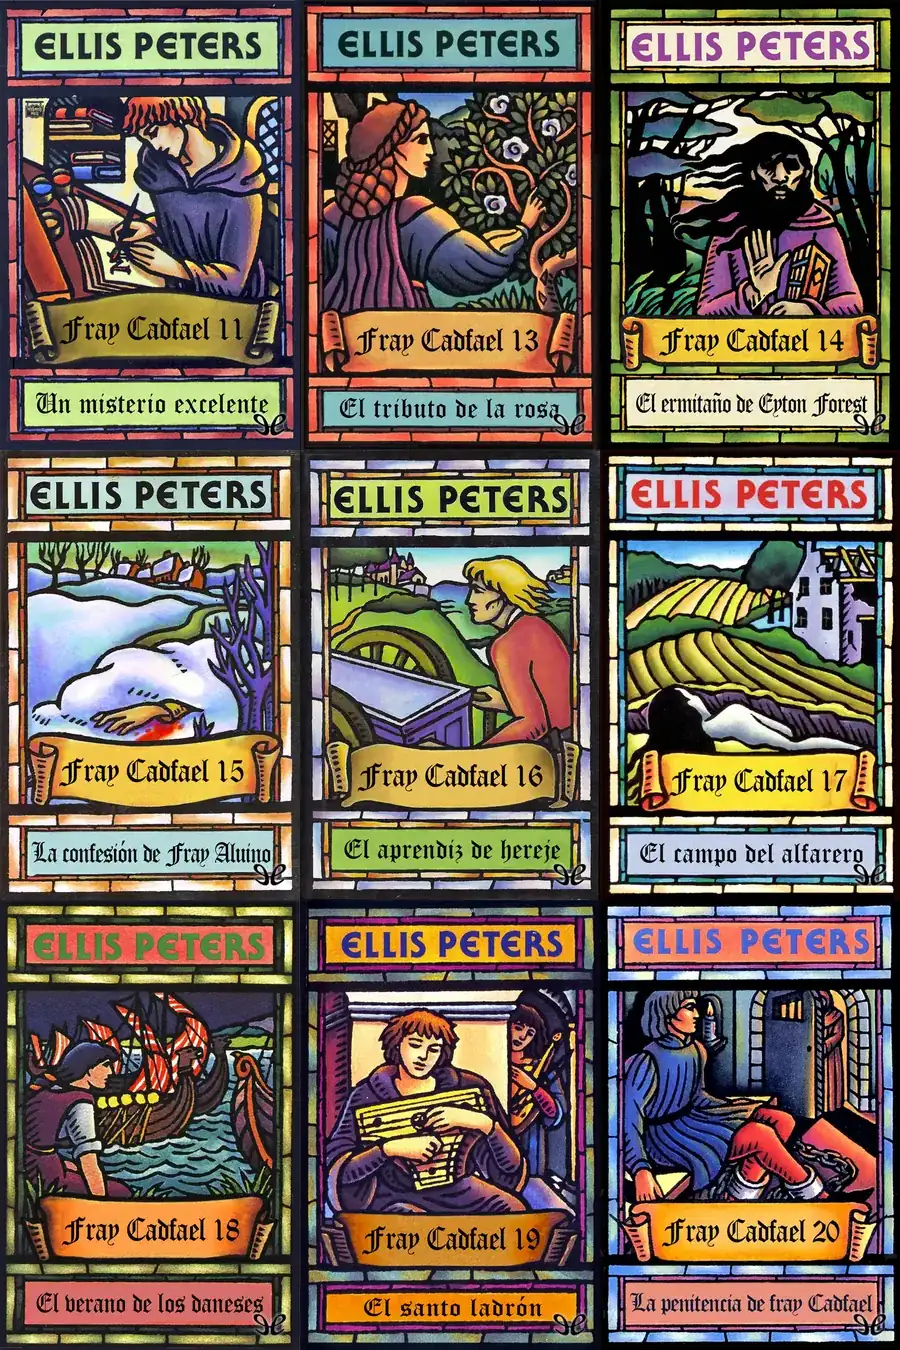 ELLIS PETERS
Fray Cadfael 11
Un misterio excelente
ELLIS PETERS
Fray Cadfael 13
El tributo de la rosa
ELLIS PETERS
Fray Cadfael 14
El ermitaño de Eyton Forest
ELLIS PETERS
Fray Cadfael 15
La confesión de Fray Aluino
ELLIS PETERS
Fray Cadfael 16
El aprendiz de hereje
ELLIS PETERS
Fray Cadfael 17
El campo del alfarero
ELLIS PETERS
Fray Cadfael 18
El verano de los daneses
ELLIS PETERS
Fray Cadfael 19
El santo ladrón
ELLIS PETERS
Fray Cadfael 20
La penitencia de fray Cadfael